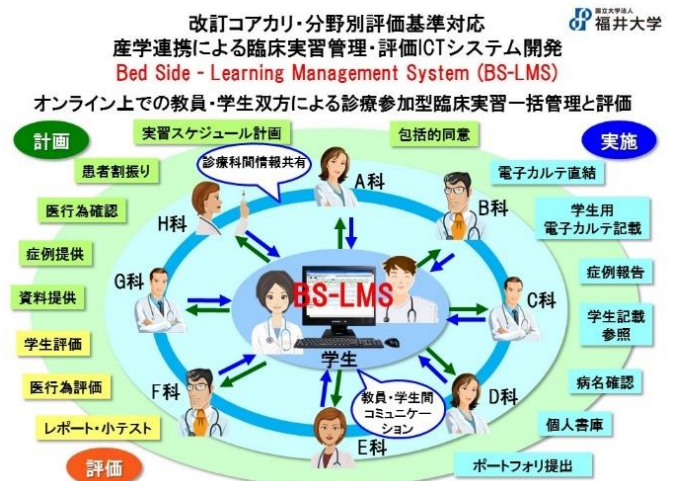 改訂コアカリ・分野別評価基準対応
国立大学法人
福井大学
産学連携による臨床実習管理・評価ICTシステム開発
Bed Side - Learning Management System (BS-LMS)
オンライン上での教員・学生双方による診療参加型臨床実習一括管理と評価
計画
実習スケジュール計画
包括的同意
実施
患者割振り
診療科間情報共有
A科
電子カルテ直結
医行為確認
H科
B科
学生用
電子カルテ記載
症例提供
G科
BS-LMS
C科
症例報告
資料提供
学生記載
参照
学生評価
学生
病名確認
医行為評価
F科
教員・学生間
コミュニケー
ション
D科
個人書庫
レポート・小テスト
E科
評価
ポートフォリ提出